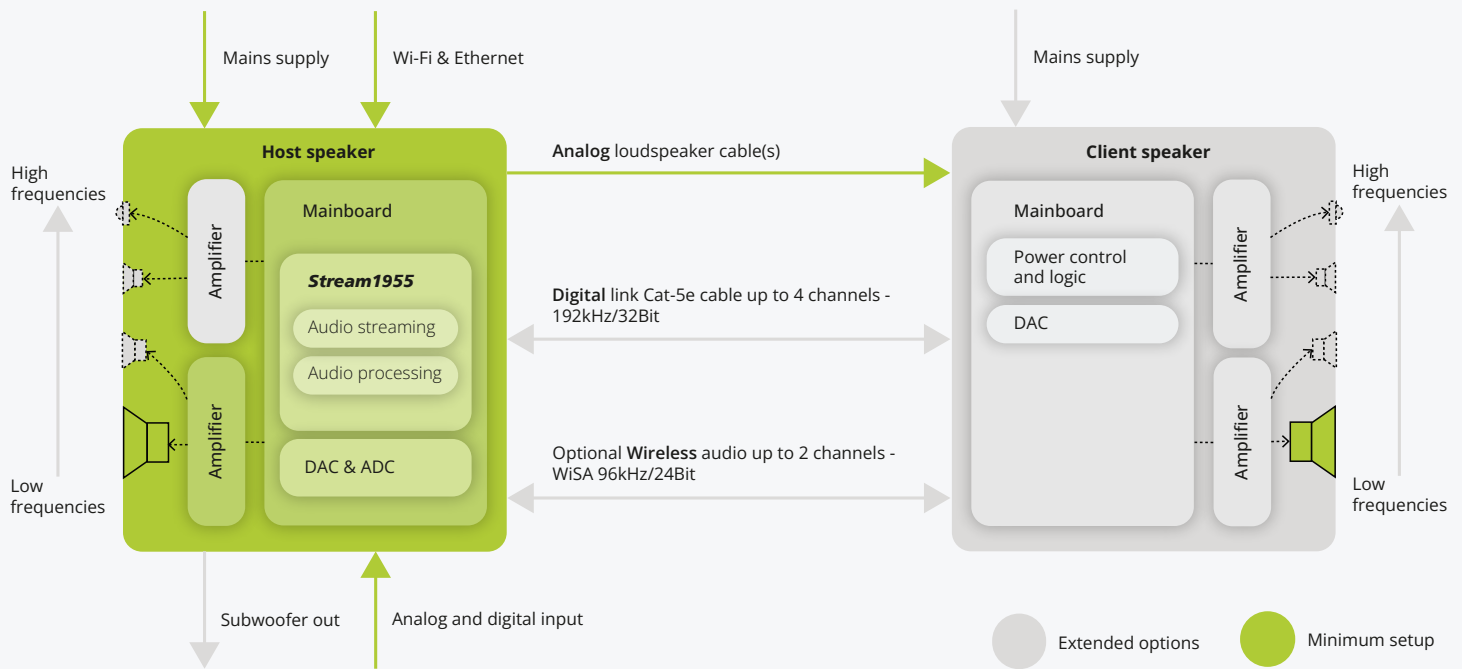 Mains supply
Wi-Fi & Ethernet
Mains supply
Host speaker
Analog loudspeaker cable(s)
Client speaker
High
frequencies
Amplifier
Mainboard
Stream1955
Audio streaming
Audio processing
Amplifier
DAC & ADC
Low
frequencies
Digital link Cat-5e cable up to 4 channels -
192kHz/32Bit
Optional Wireless audio up to 2 channels -
WiSA 96kHz/24Bit
Mainboard
Power control
and logic
DAC
Amplifier
Amplifier
High
frequencies
Low
frequencies
Subwoofer out
Analog and digital input
Extended options
Minimum setup